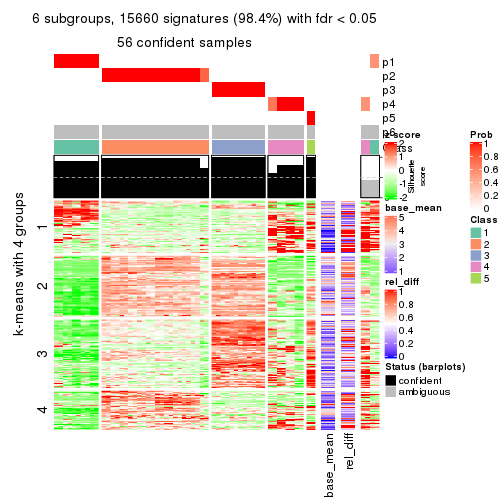 6 subgroups, 15660 signatures (98.4%) with fdr < 0.05
56 confident samples
p1
p2
p3
p4
p5
p6
Class
z-score
2
1
0
-1
-2
Silhouette
score
Prob
1
0.8
0.6
0.4
0.2
0
Class
1
2
3
4
5
base_mean
5
4
3
2
1
rel_diff
1
0.8
0.6
0.4
0.2
0
Status (barplots)
confident
ambiguous
k-means with 4 groups
1
2
3
4
base_mean
rel_diff